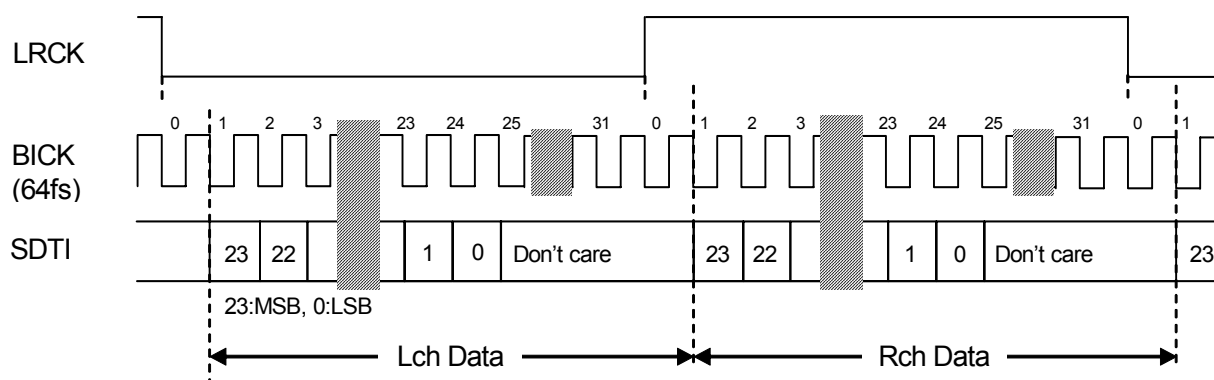 LRCK
0 1 2 3 23 24 25 31 0 1 2 3 23 24 25 31 0 1
BICK
(64fs)
SDTI
23 22 1 0 Don't care 23 22 1 0 Don't care 23
23:MSB, 0:LSB
Lch Data Rch Data